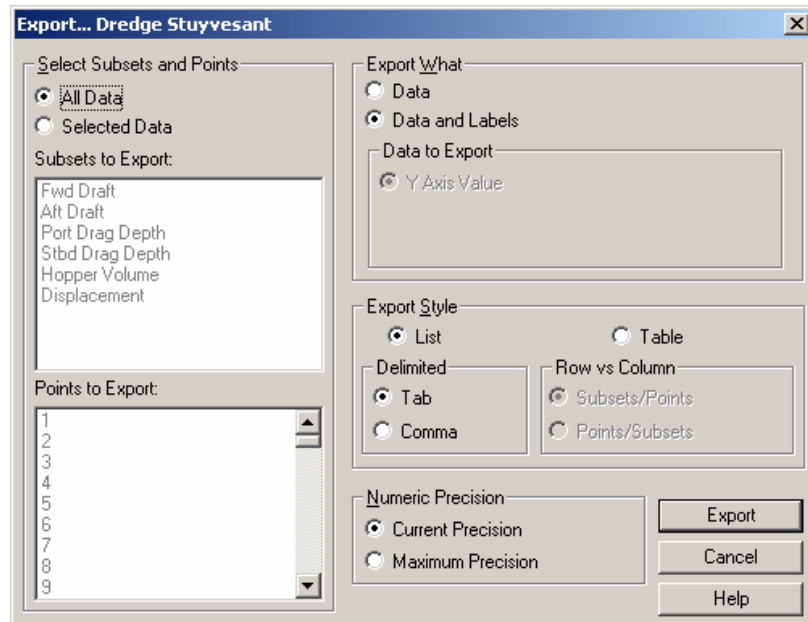 Export... Dredge Stuyvesant
Select Subsets and Points
All Data
Selected Data
Subsets to Export:
Fwd Draft
Aft Draft
Port Drag Depth
Stbd Drag Depth
Hopper Volume
Displacement
Points to Export:
1
2
3
4
5
6
7
8
9
Export What
Data
Data and Labels
Data to Export
Y Axis Value
Export Style
List
Table
Delimited
Tab
Comma
Row vs Column
Subsets/Points
Points/Subsets
Numeric Precision
Current Precision
Maximum Precision
Export
Cancel
Help